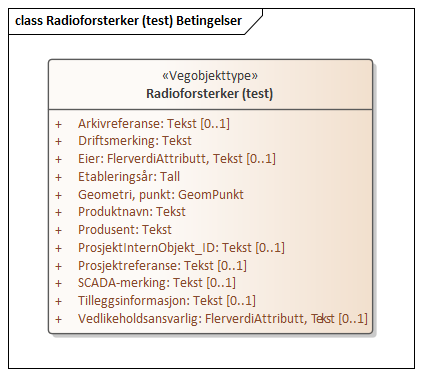 class Radioforsterker (test) Betingelser
«Vegobjekttype»
Radioforsterker (test)
+ Arkivreferanse: Tekst [0..1]
+ Driftsmerking: Tekst
+ Eier: FlerverdiAttributt, Tekst [0..1]
+ Etableringsår: Tall
+ Geometri, punkt: GeomPunkt
+ Produktnavn: Tekst
+ Produsent: Tekst
+ ProsjektInternObjekt_ID: Tekst [0..1]
+ Prosjektreferanse: Tekst [0..1]
+ SCADA-merking: Tekst [0..1]
+ Tilleggsinformasjon: Tekst [0..1]
+ Vedlikeholdsansvarlig: FlerverdiAttributt, Tekst [0..1]